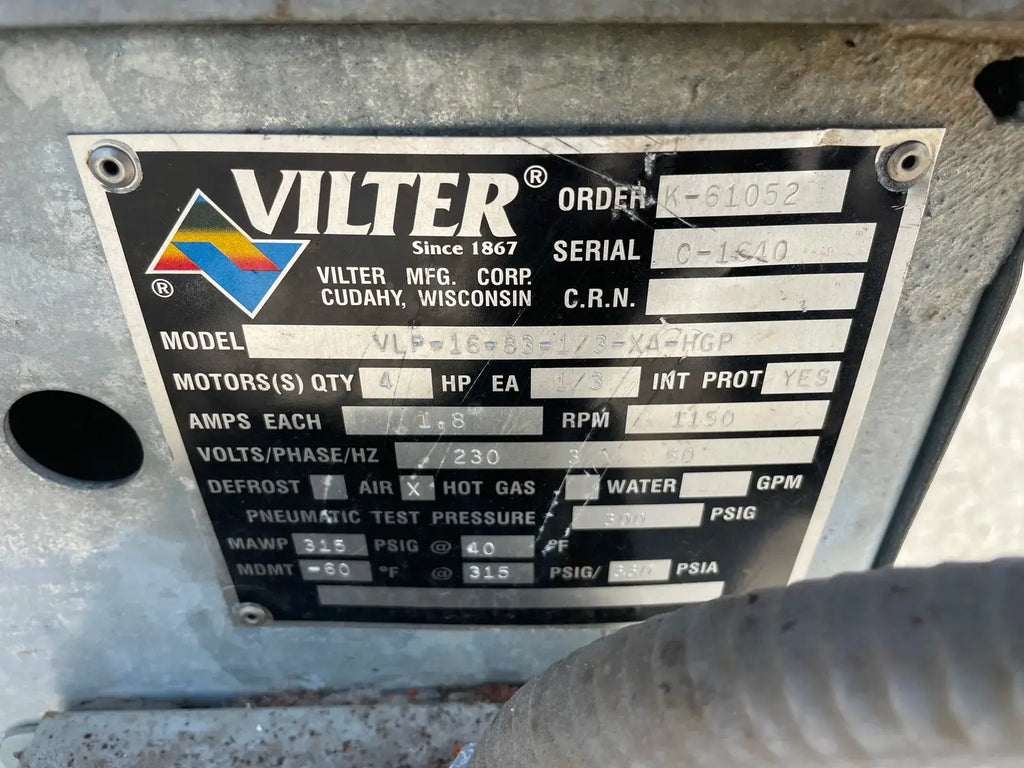 VILTER®
Since 1867
®
VILTER MFG. CORP.
CUDAHY, WISCONSIN
ORDER K-61052
SERIAL
C.R.N.
MODEL VLP-16-83-1/3-XA-HGP
MOTORS(S) QTY 4 HP EA 1/3 INT PROT YES
AMPS EACH 1.8 RPM 1150
VOLTS/PHASE/HZ 230 3
DEFROST AIR X HOT GAS WATER GPM
PNEUMATIC TEST PRESSURE 300 PSIG
MAWP 315 PSIG @ 40 °F
MDMT -60 °F @ 315 PSIG/ PSIA